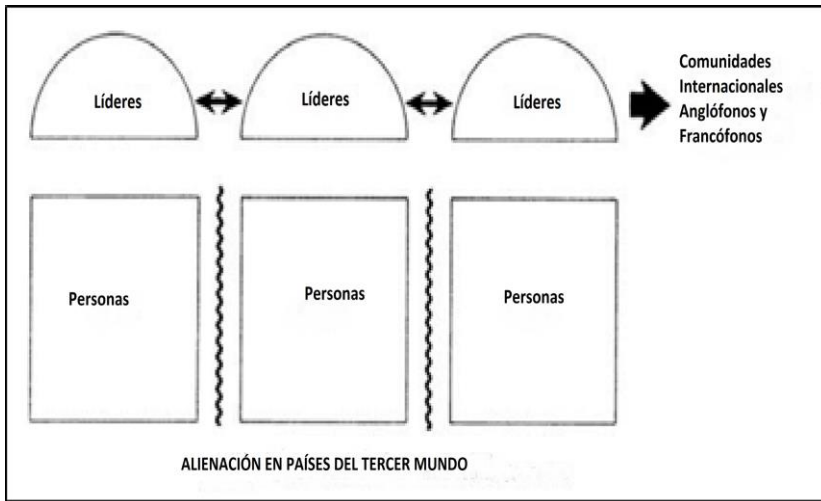 Líderes
Líderes
Líderes
Comunidades
Internacionales
Anglófonos y
Francófonos
Personas
Personas
Personas
ALIENACIÓN EN PAÍSES DEL TERCER MUNDO